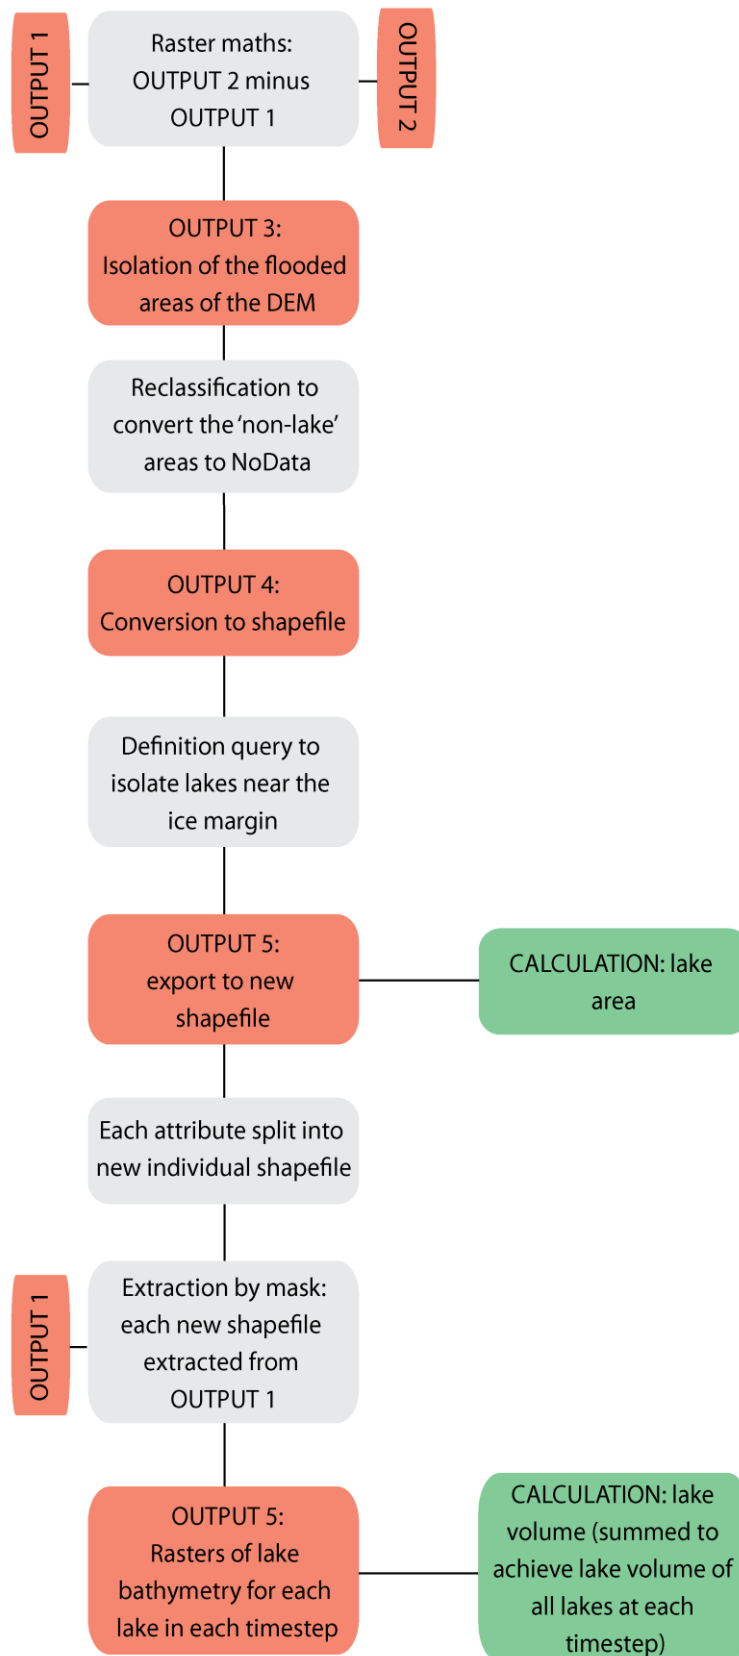 OUTPUT 1
Raster maths:
OUTPUT 2 minus
OUTPUT 1
OUTPUT 2
OUTPUT 3:
Isolation of the flooded
areas of the DEM
Reclassification to
convert the ‘non-lake’
areas to NoData
OUTPUT 4:
Conversion to shapefile
Definition query to
isolate lakes near the
ice margin
OUTPUT 5:
export to new
shapefile
CALCULATION: lake
area
Each attribute split into
new individual shapefile
OUTPUT 1
Extraction by mask:
each new shapefile
extracted from
OUTPUT 1
OUTPUT 5:
Rasters of lake
bathymetry for each
lake in each timestep
CALCULATION: lake
volume (summed to
achieve lake volume of
all lakes at each
timestep)